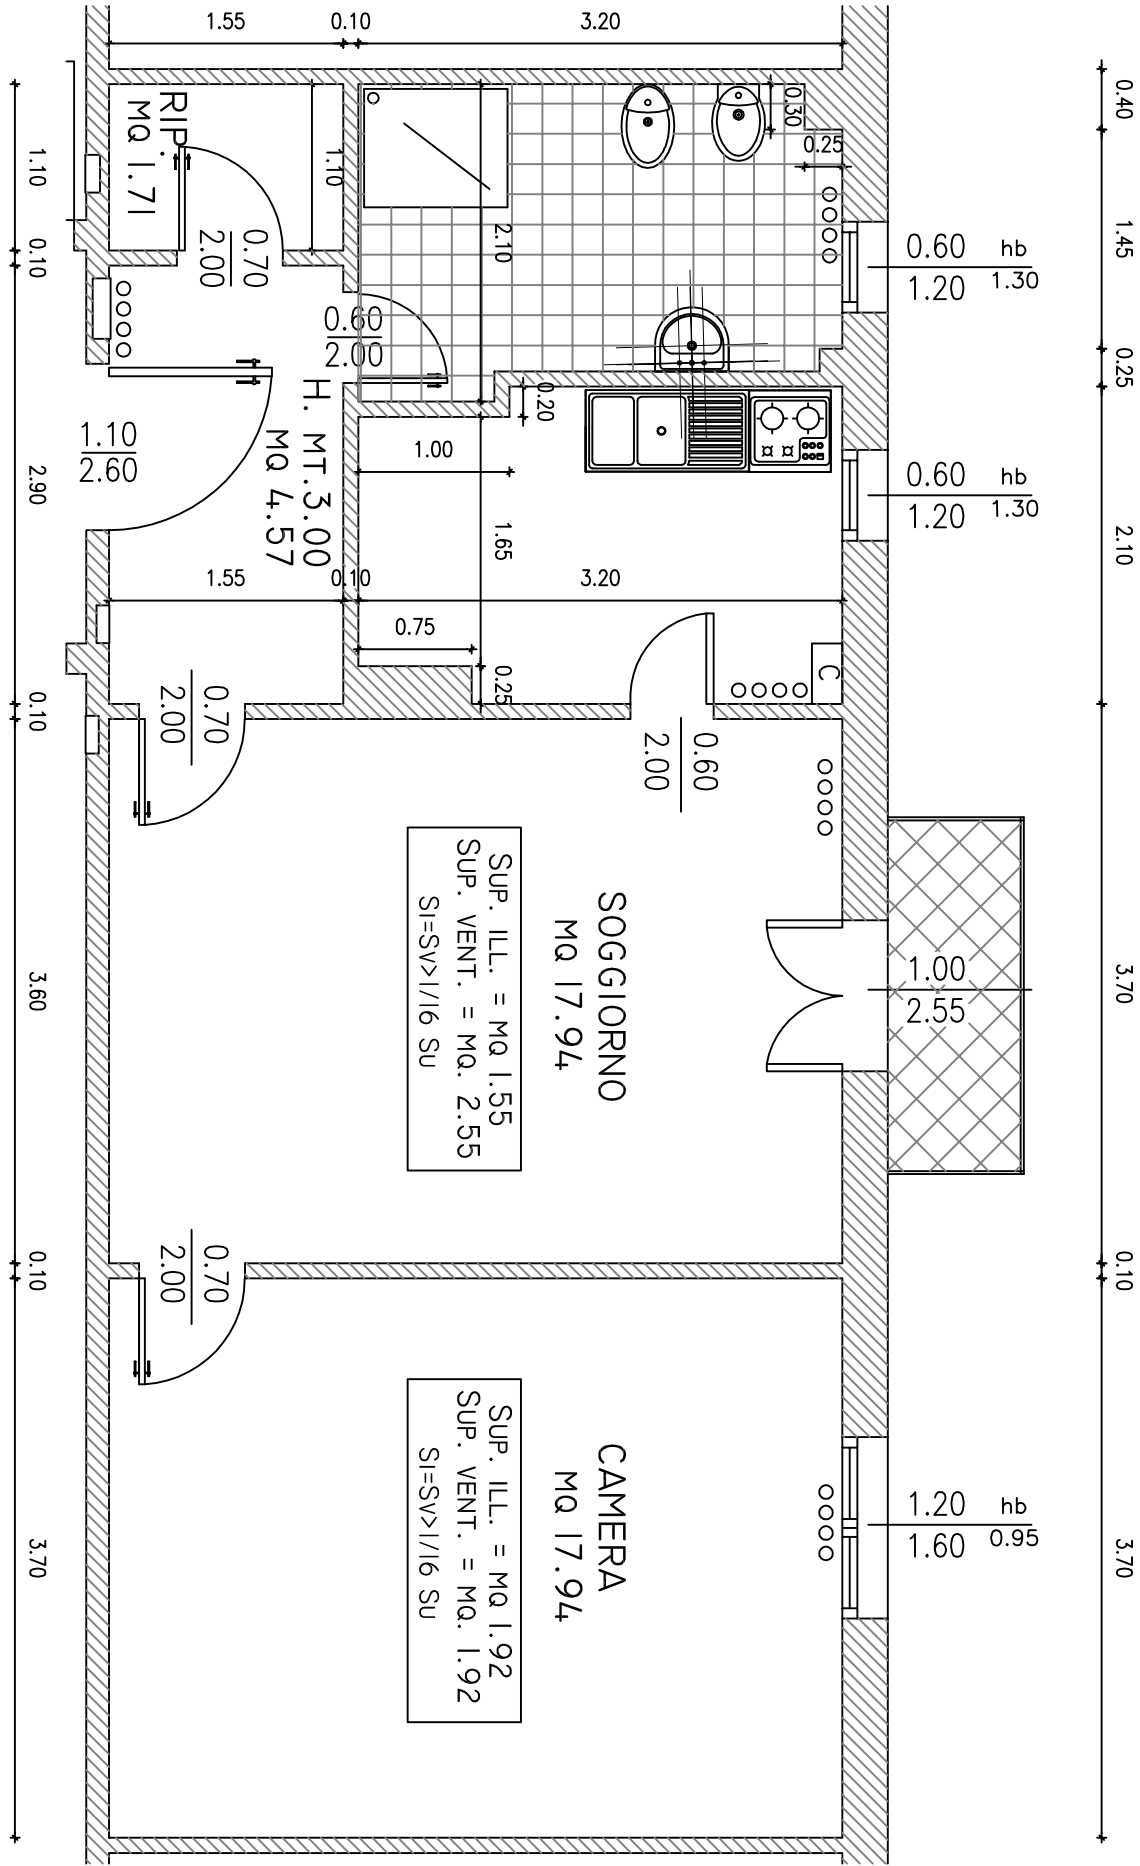 1.55
0.10
3.20
0.40
1.45
0.25
2.10
3.70
0.10
3.70
1.10
0.10
2.90
0.10
3.60
0.10
3.70
RIP.
MQ 1.71
1.10
0.70
2.00
0.60
2.00
2.10
0.30
0.25
0.60 hb
1.20 1.30
0.60 hb
1.20 1.30
1.10
2.60
H. MT.3.00
MQ 4.57
0.20
1.00
1.65
1.55
0.10
3.20
0.75
0.25
C
0.70
2.00
0.60
2.00
SOGGIORNO
MQ 17.94
SUP. ILL. = MQ 1.55
SUP. VENT. = MQ. 2.55
SI=SV>1/16 SU
1.00
2.55
0.70
2.00
CAMERA
MQ 17.94
SUP. ILL. = MQ 1.92
SUP. VENT. = MQ. 1.92
SI=SV>1/16 SU
1.20 hb
1.60 0.95